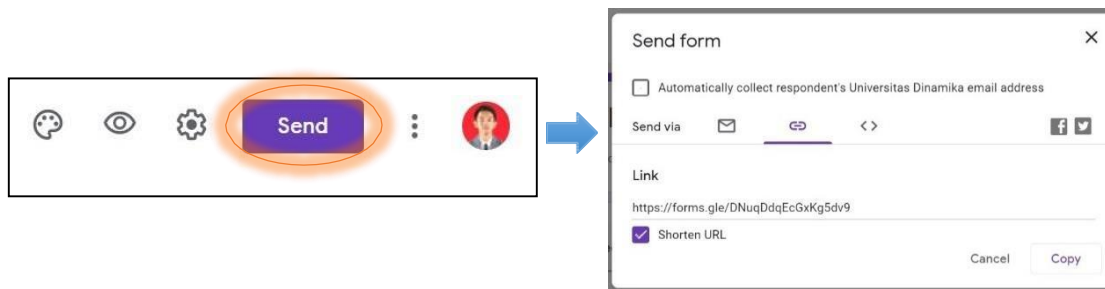 Send
Send form
Automatically collect respondent's Universitas Dinamika email address
Send via
Link
https://forms.gle/DNuqDdqEcGxKg5dv9
Shorten URL
Cancel Copy